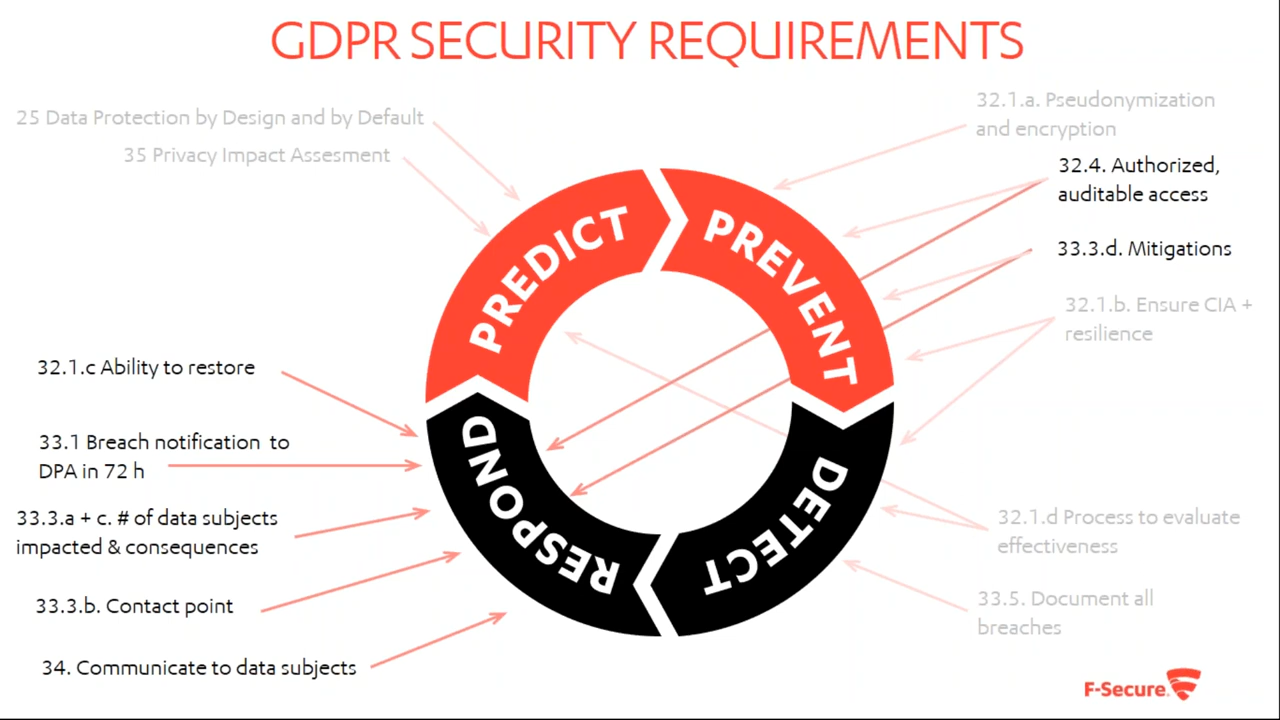 GDPR SECURITY REQUIREMENTS
25 Data Protection by Design and by Default
35 Privacy Impact Assesment
32.1.a. Pseudonymization
and encryption
32.4. Authorized,
auditable access
33.3.d. Mitigations
32.1.b. Ensure CIA +
resilience
PREDICT
PREVENT
DETECT
RESPOND
32.1.c Ability to restore
33.1 Breach notification to
DPA in 72 h
33.3.a + c. # of data subjects
impacted & consequences
33.3.b. Contact point
34. Communicate to data subjects
32.1.d Process to evaluate
effectiveness
33.5. Document all
breaches
F-Secure.